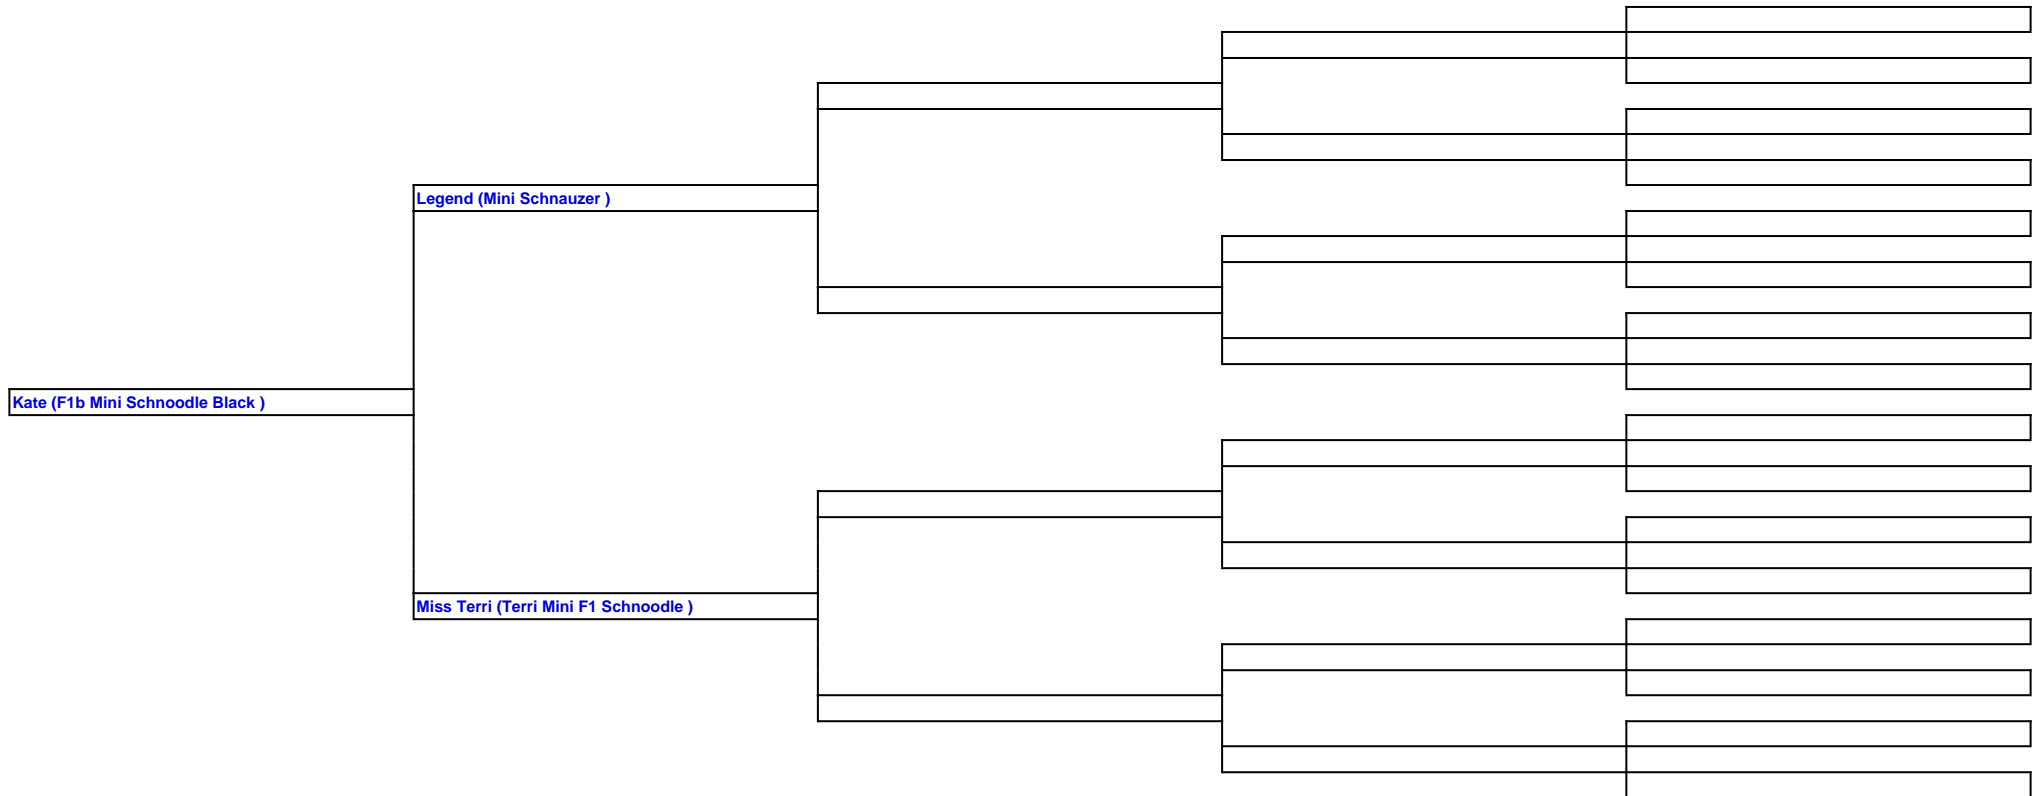 Legend (Mini Schnauzer )
Kate (F1b Mini Schnoodle Black )
Miss Terri (Terri Mini F1 Schnoodle )